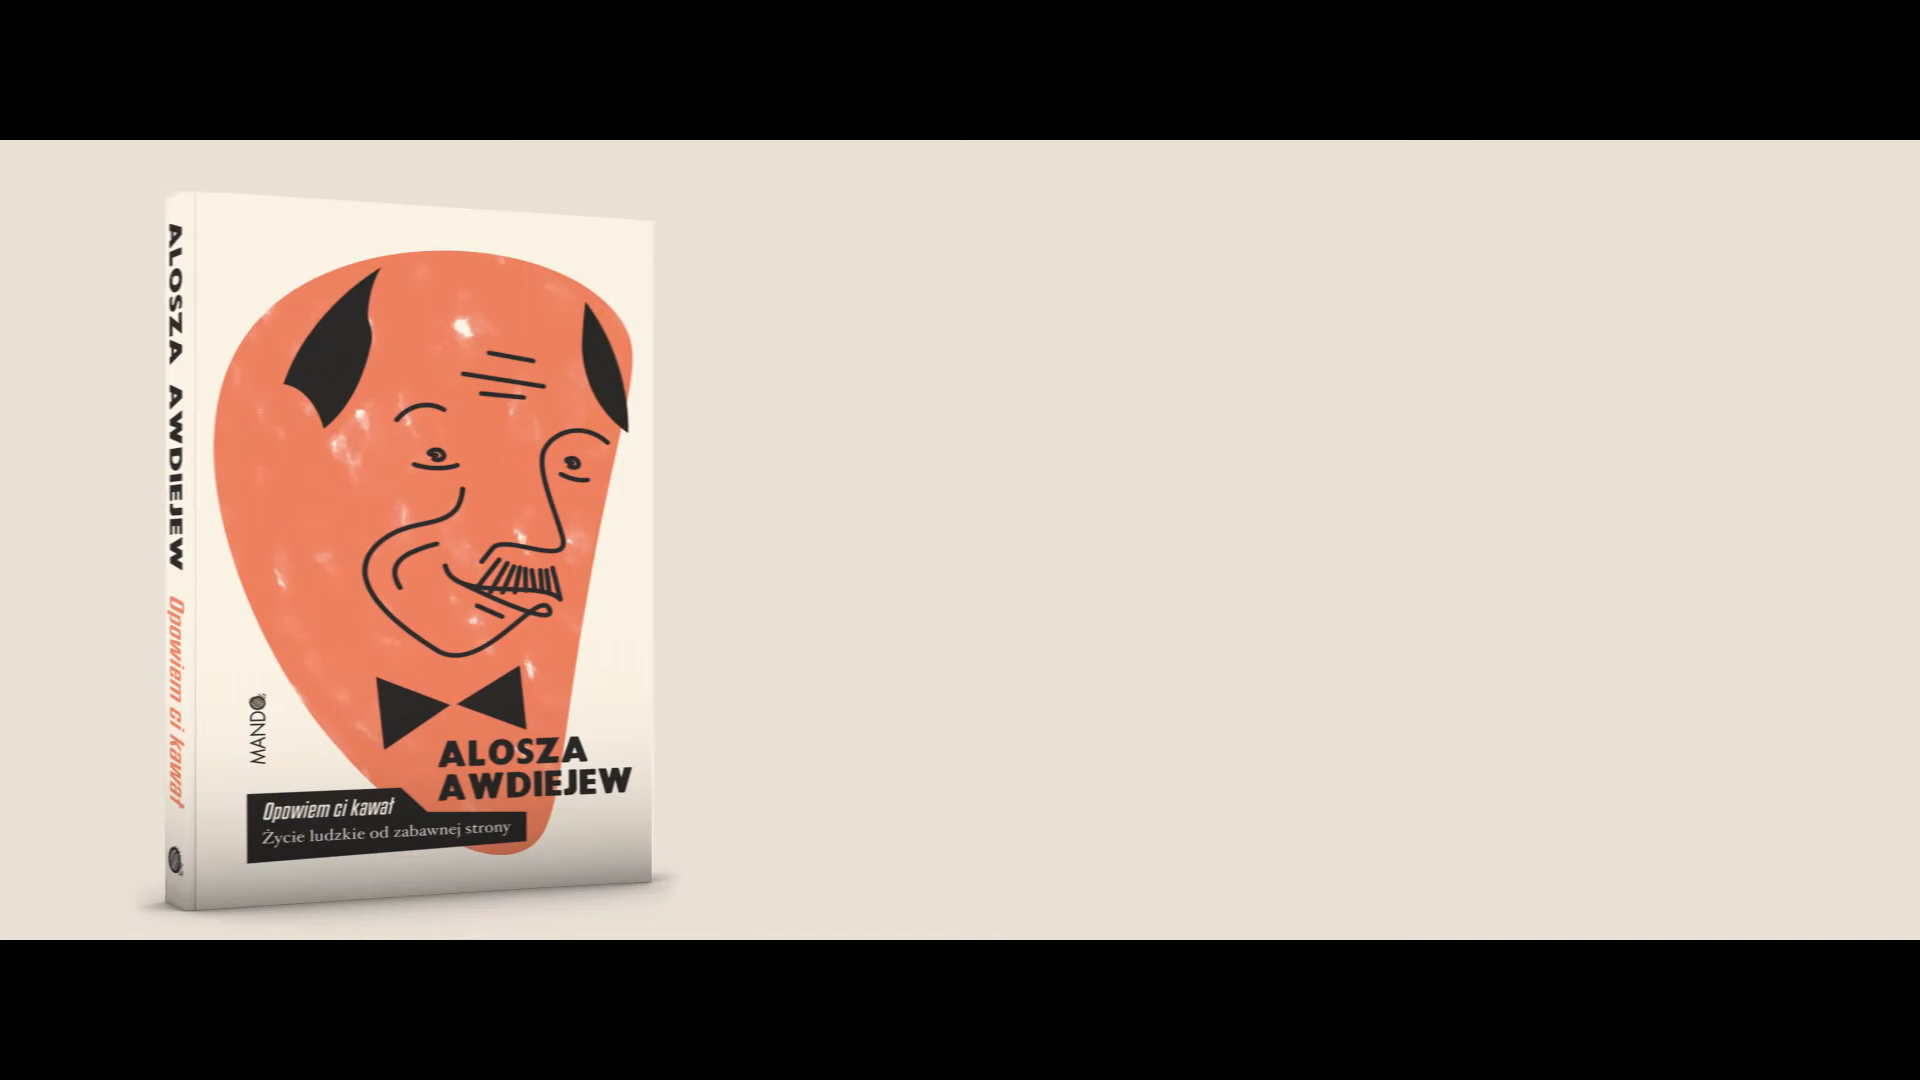 ALOSZA AWDIEJEW Opowiem ci kawał
MANDO
ALOSZA
AWDIEJEW
Opowiem ci kawał
Życie ludzkie od zabawnej strony